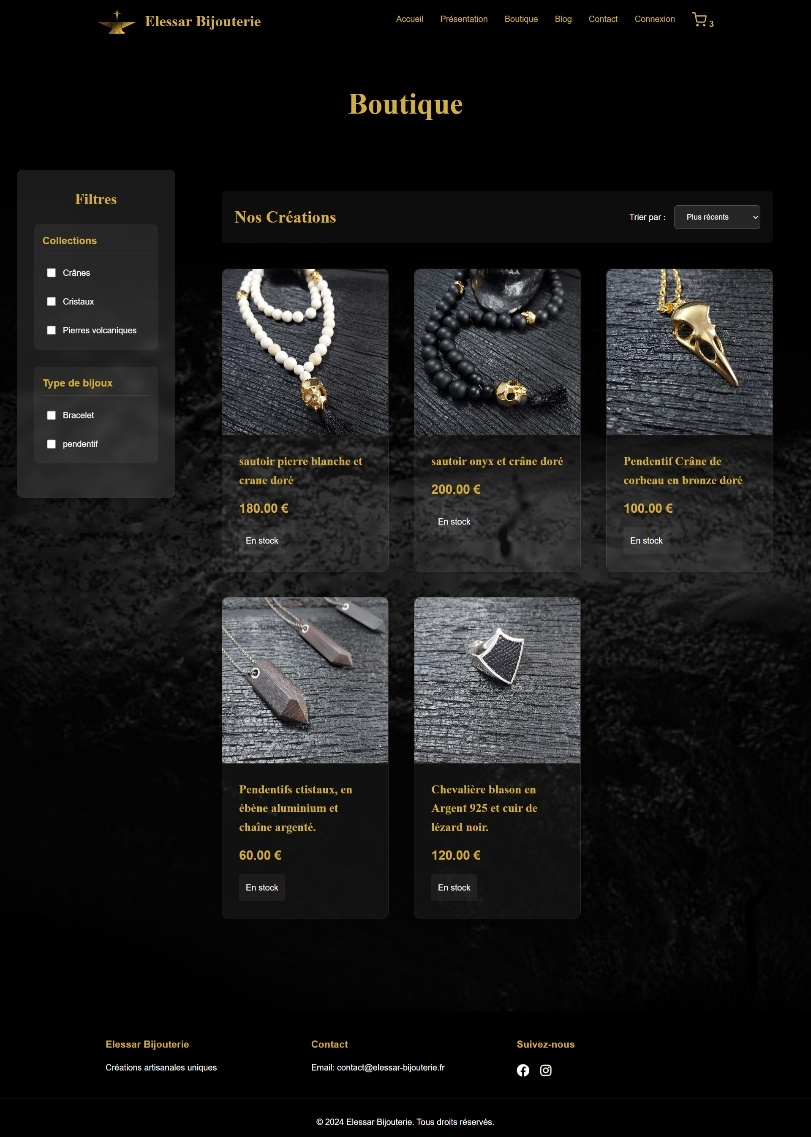 Elessar Bijouterie
Accueil Présentation Boutique Blog Contact Connexion 3
Boutique
Filtres
Collections
Crânes
Cristaux
Pierres volcaniques
Type de bijoux
Bracelet
pendentif
Nos Créations
Trier par : Plus récents
sautoir pierre blanche et
crane doré
180.00 €
En stock
sautoir onyx et crâne doré
200.00 €
En stock
Pendentif Crâne de
corbeau en bronze doré
100.00 €
En stock
Pendentifs ctistaux, en
ébène aluminium et
chaîne argenté.
60.00 €
En stock
Chevalière blason en
Argent 925 et cuir de
lézard noir.
120.00 €
En stock
Elessar Bijouterie
Créations artisanales uniques
Contact
Email: contact@elessar-bijouterie.fr
Suivez-nous
© 2024 Elessar Bijouterie. Tous droits réservés.